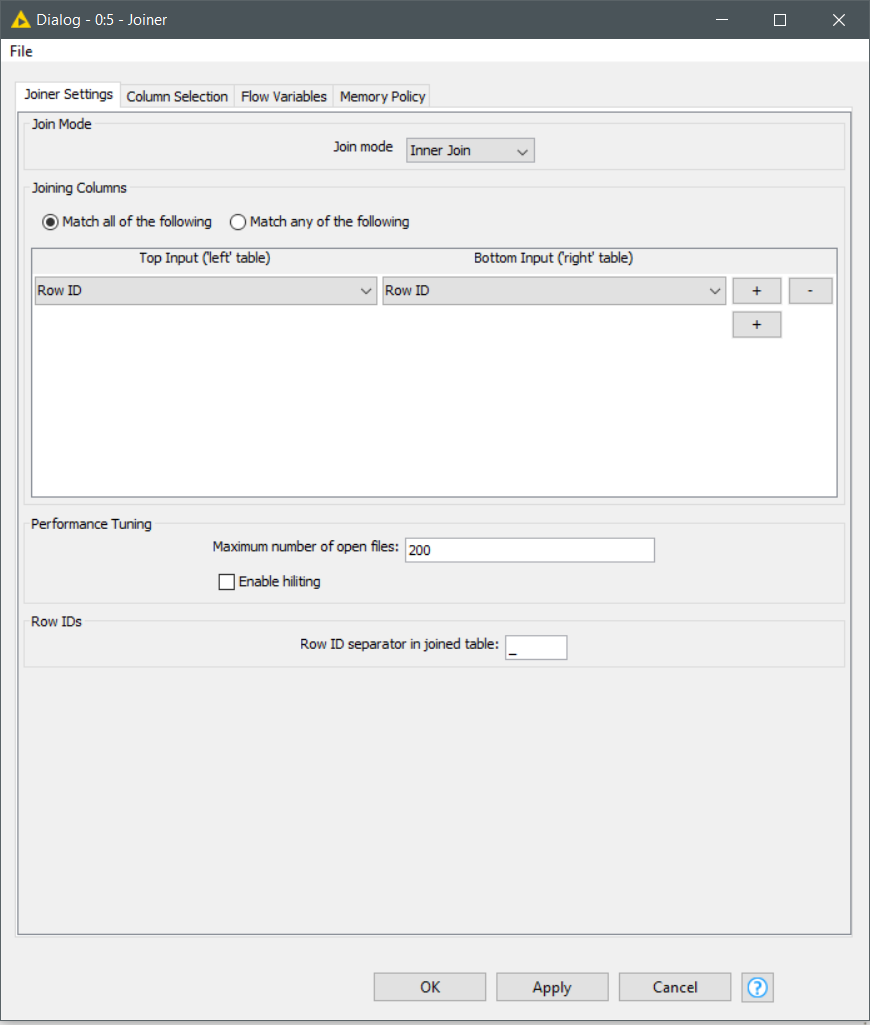 Dialog - 0:5 - Joiner
File
Joiner Settings Column Selection Flow Variables Memory Policy
Join Mode
Join mode Inner Join
Joining Columns
Match all of the following Match any of the following
Top Input ('left' table) Bottom Input ('right' table)
Row ID Row ID + -
+
Performance Tuning
Maximum number of open files: 200
Enable hiliting
Row IDs
Row ID separator in joined table: _
OK Apply Cancel ?